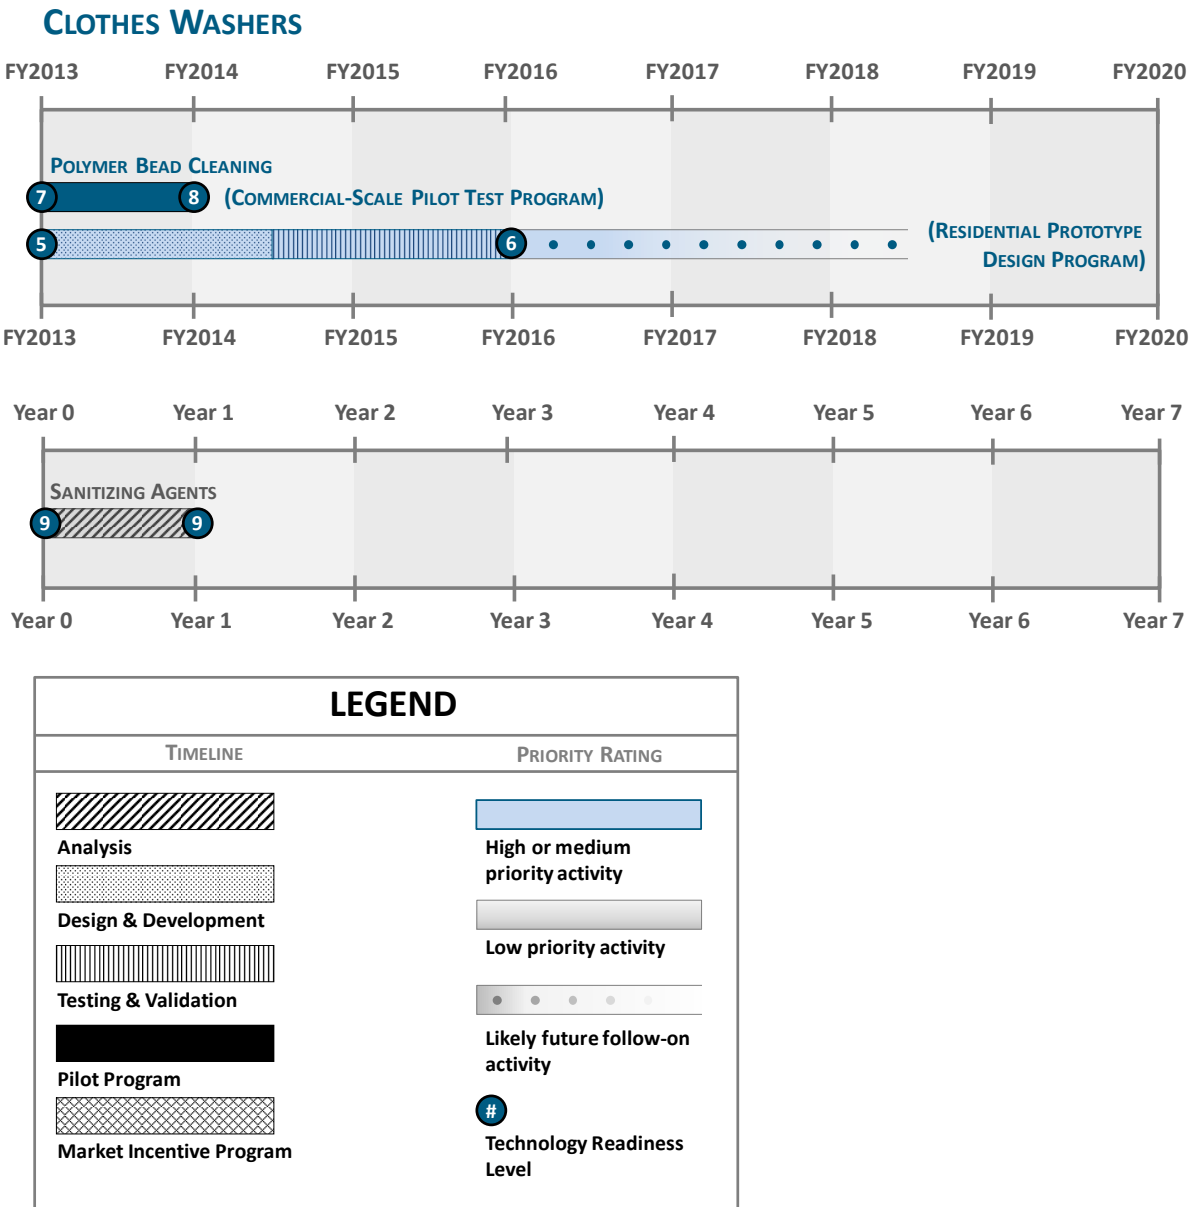 CLOTHES WASHERS
FY2013 FY2014 FY2015 FY2016 FY2017 FY2018 FY2019 FY2020
POLYMER BEAD CLEANING
7 8 (COMMERCIAL-SCALE PILOT TEST PROGRAM)
5 6 (RESIDENTIAL PROTOTYPE
DESIGN PROGRAM)
FY2013 FY2014 FY2015 FY2016 FY2017 FY2018 FY2019 FY2020
Year 0 Year 1 Year 2 Year 3 Year 4 Year 5 Year 6 Year 7
SANITIZING AGENTS
9 9
Year 0 Year 1 Year 2 Year 3 Year 4 Year 5 Year 6 Year 7
LEGEND
TIMELINE
Analysis
Design & Development
Testing & Validation
Pilot Program
Market Incentive Program
PRIORITY RATING
High or medium
priority activity
Low priority activity
Likely future follow-on
activity
#
Technology Readiness
Level